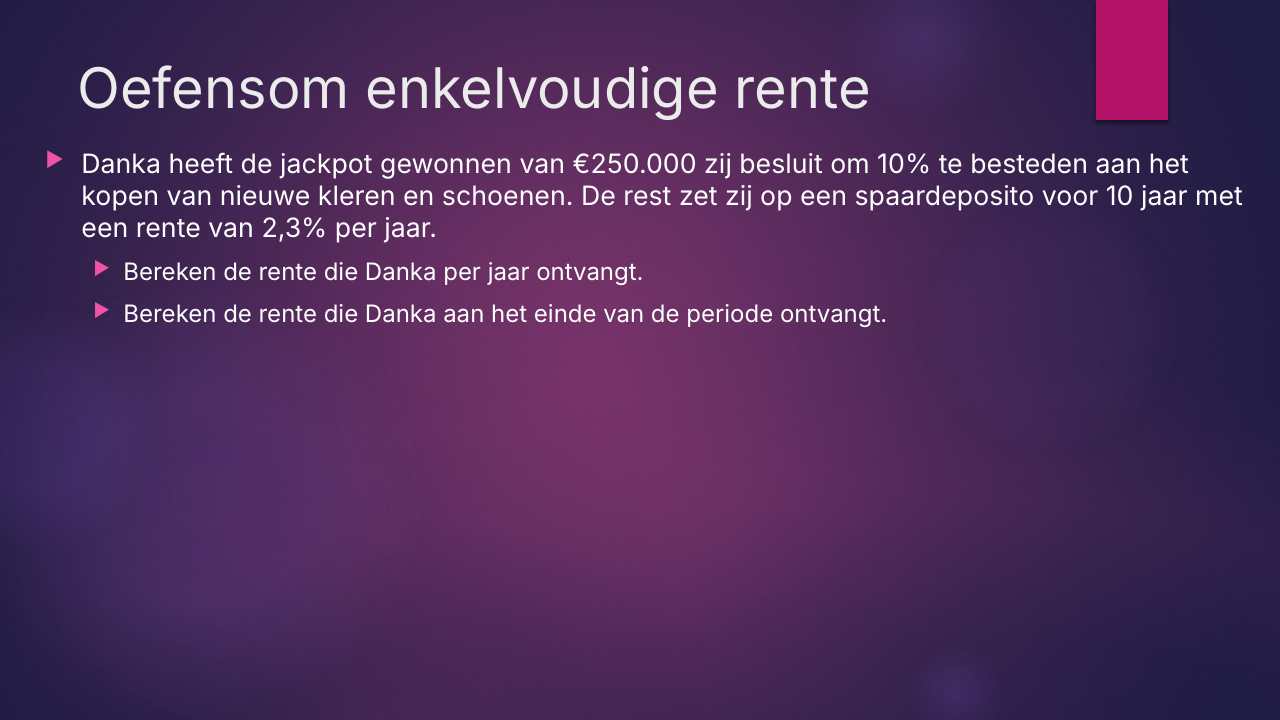 Oefensom enkelvoudige rente
Danka heeft de jackpot gewonnen van €250.000 zij besluit om 10% te besteden aan het
kopen van nieuwe kleren en schoenen. De rest zet zij op een spaardeposito voor 10 jaar met
een rente van 2,3% per jaar.
Bereken de rente die Danka per jaar ontvangt.
Bereken de rente die Danka aan het einde van de periode ontvangt.